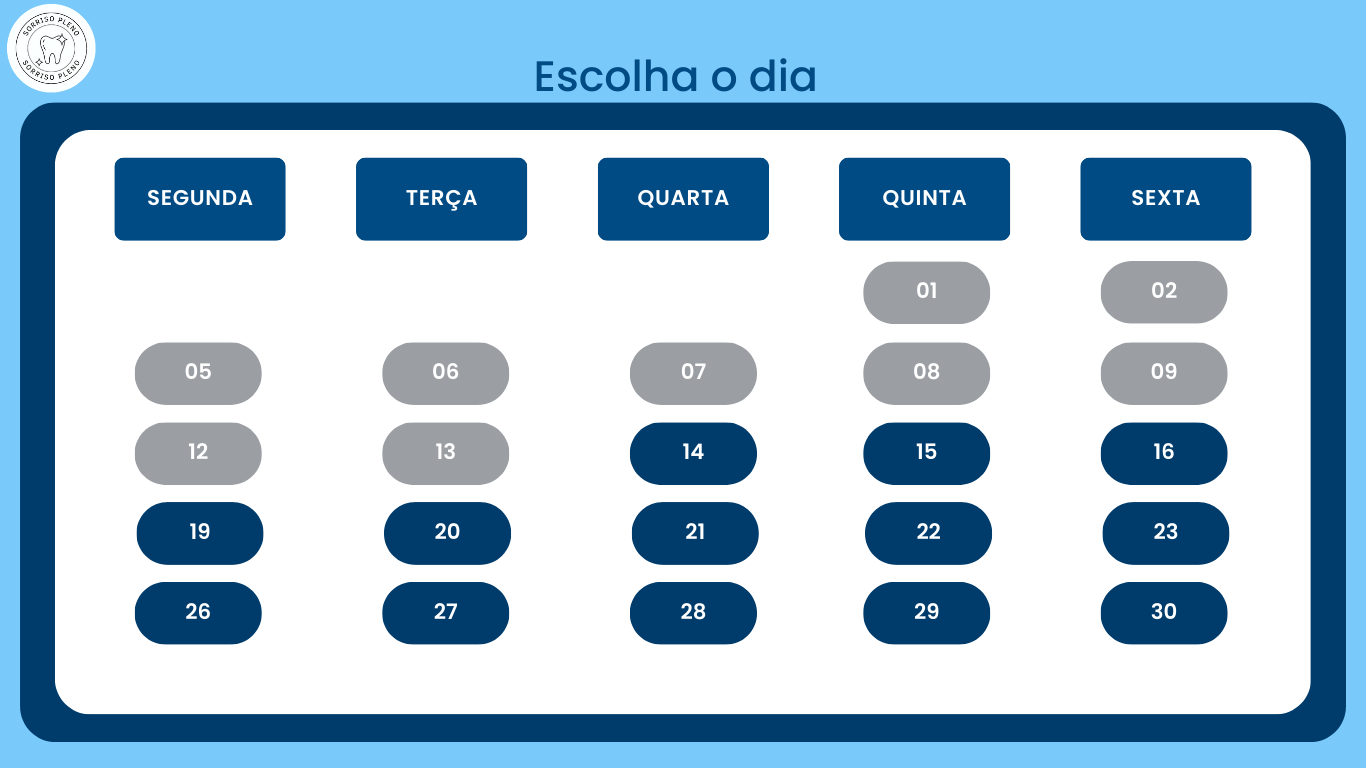 SORRISO PLENO
SORRISO PLENO
Escolha o dia
SEGUNDA TERÇA QUARTA QUINTA SEXTA
01 02
05 06 07 08 09
12 13 14 15 16
19 20 21 22 23
26 27 28 29 30